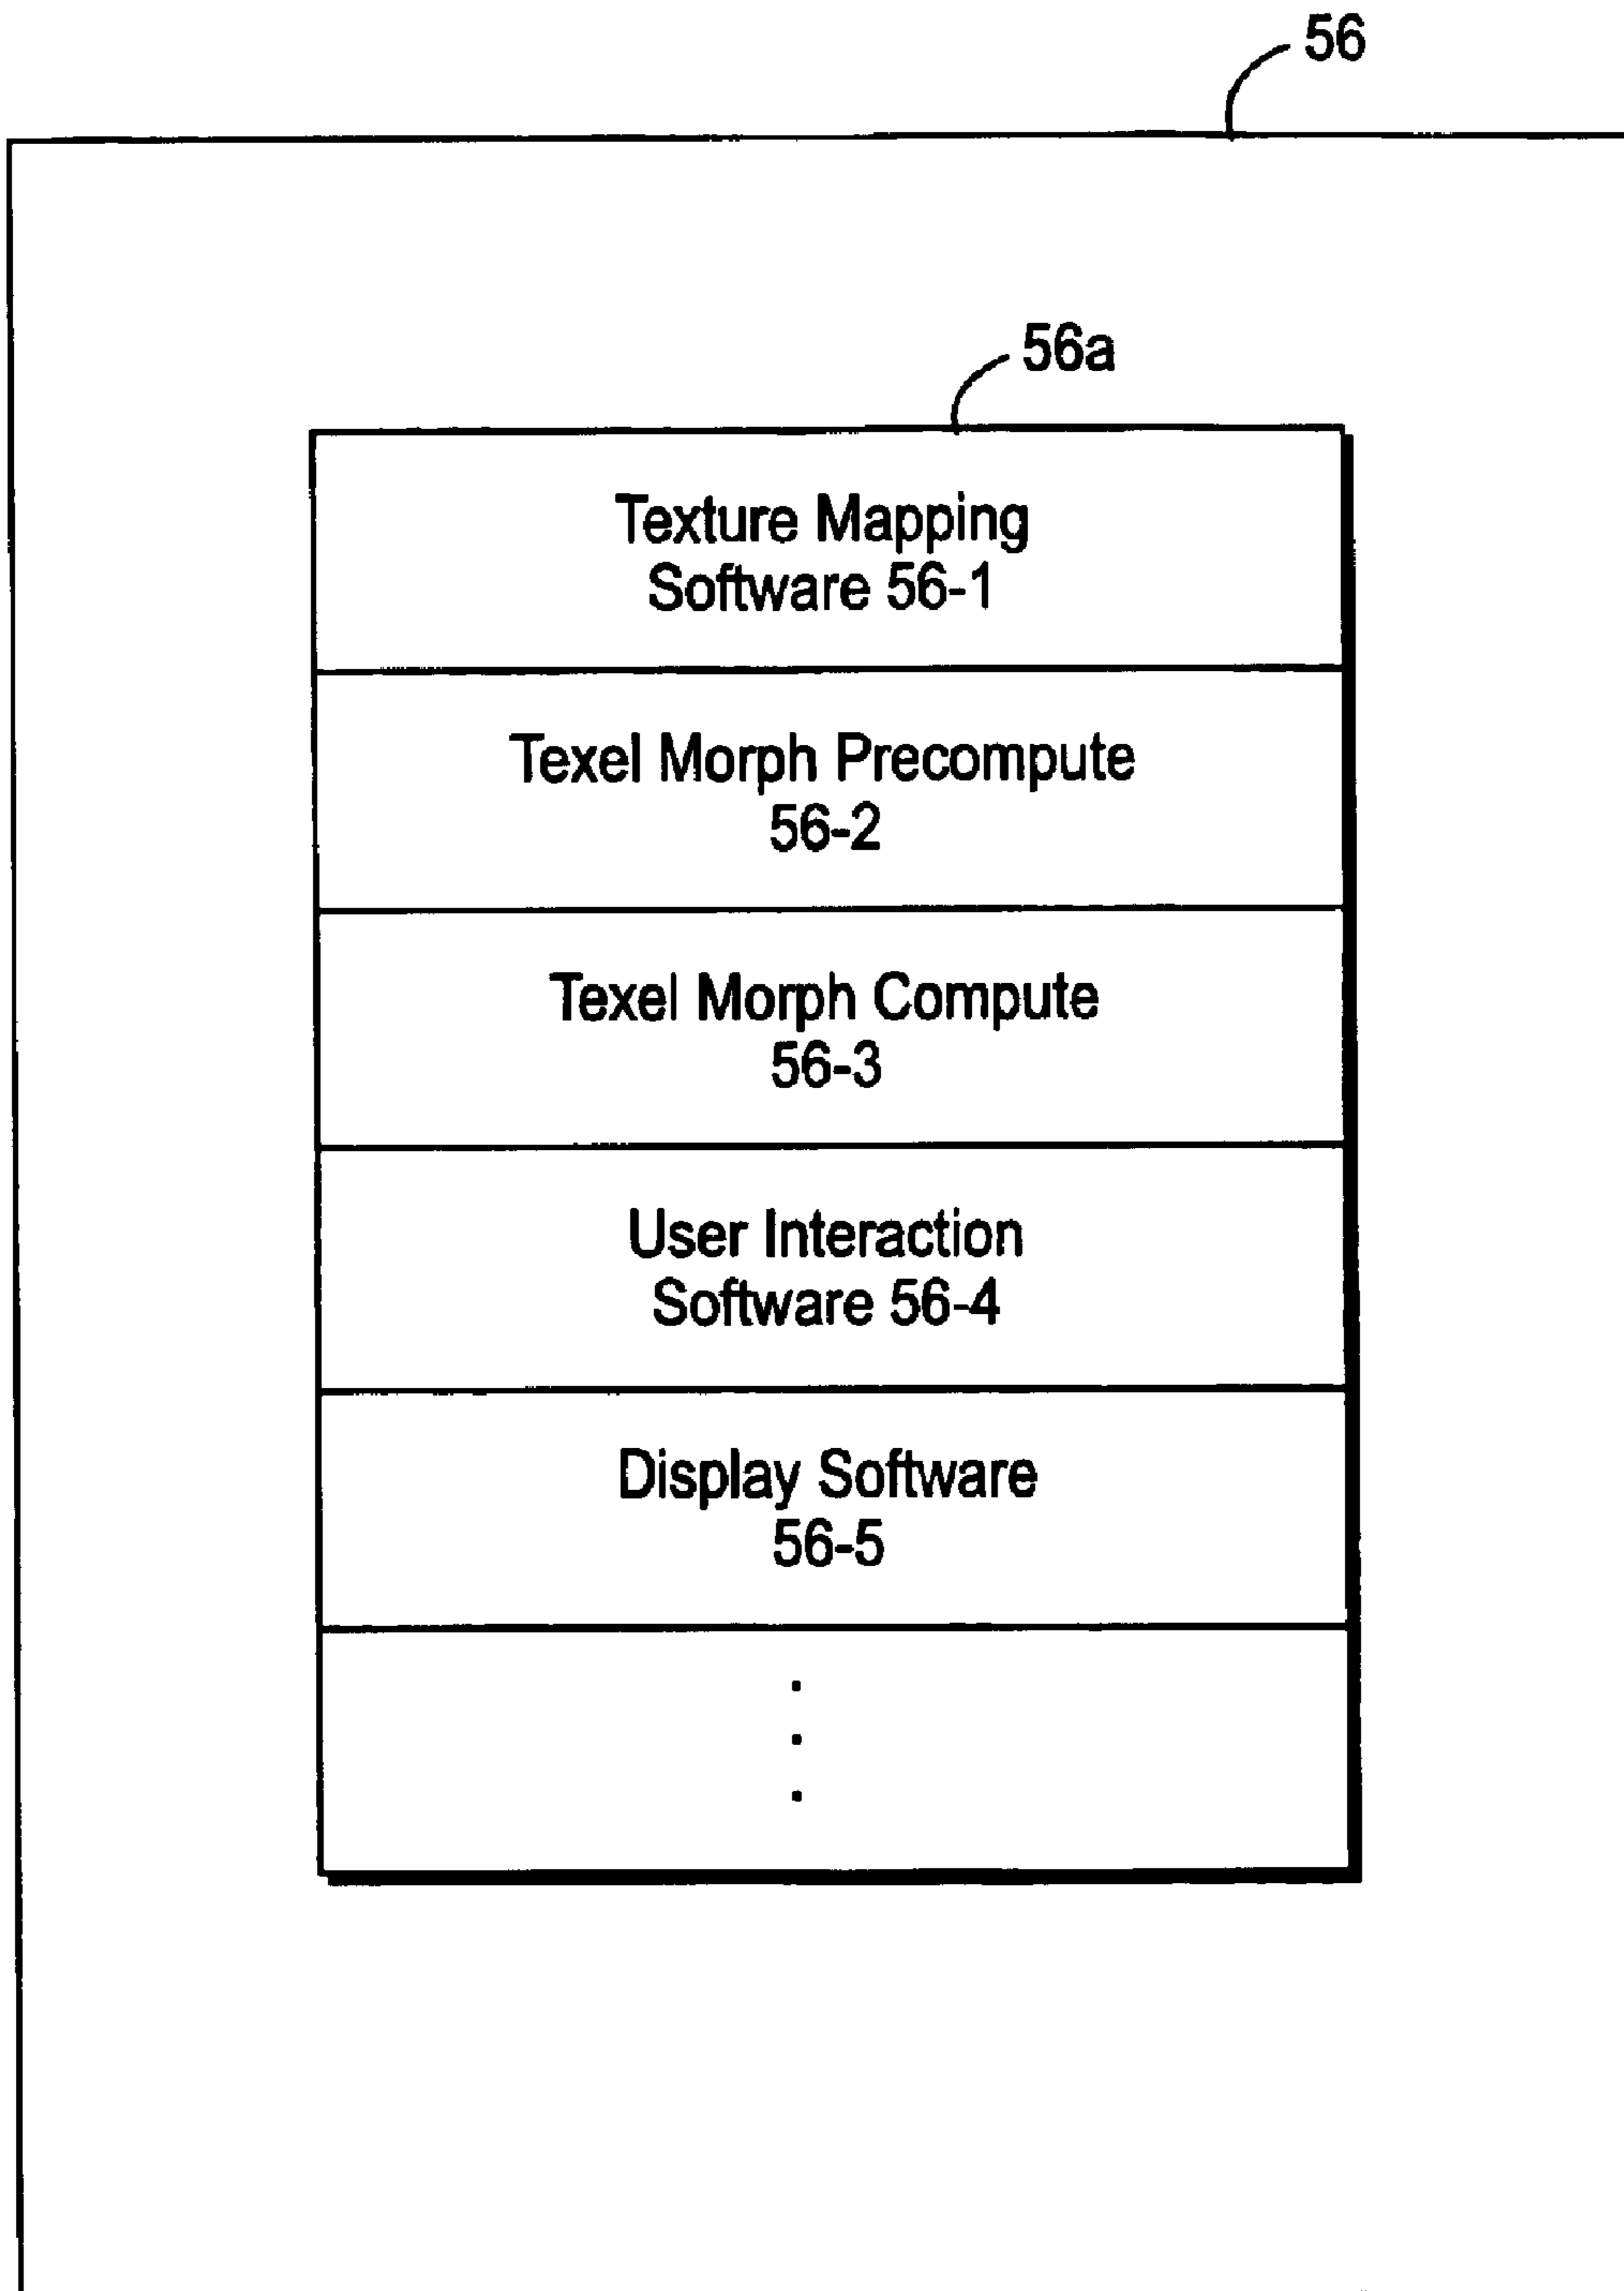 56
56a
Texture Mapping
Software 56-1
Texel Morph Precompute
56-2
Texel Morph Compute
56-3
User Interaction
Software 56-4
Display Software
56-5
.
.
.